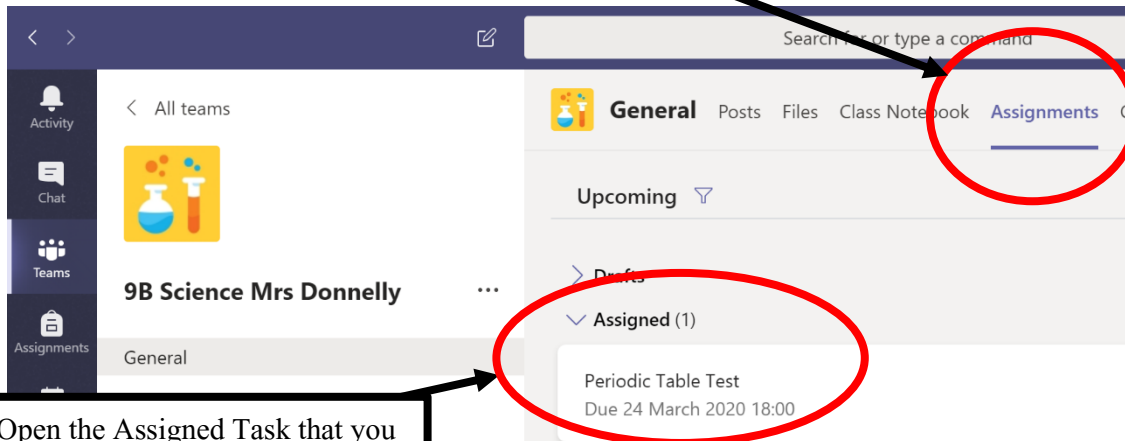 Search for or type a command
Activity
Chat
Teams
Assignments
All teams
9B Science Mrs Donnelly
...
General
General Posts Files Class Notebook Assignments
Upcoming
Drafts
Assigned (1)
Periodic Table Test
Due 24 March 2020 18:00
Open the Assigned Task that you